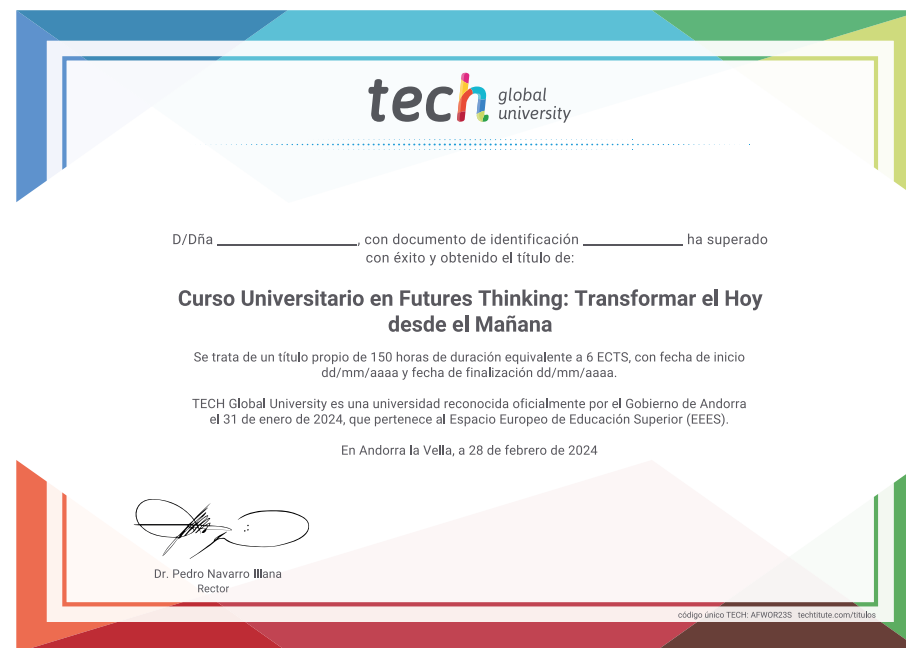 tech global university
D/Dña ____________________, con documento de identificación ______________ ha superado
con éxito y obtenido el título de:
Curso Universitario en Futures Thinking: Transformar el Hoy
desde el Mañana
Se trata de un título propio de 150 horas de duración equivalente a 6 ECTS, con fecha de inicio
dd/mm/aaaa y fecha de finalización dd/mm/aaaa.
TECH Global University es una universidad reconocida oficialmente por el Gobierno de Andorra
el 31 de enero de 2024, que pertenece al Espacio Europeo de Educación Superior (EEES).
En Andorra la Vella, a 28 de febrero de 2024
Dr. Pedro Navarro Illana
Rector
código único TECH: AFWOR23S techtitute.com/titulos